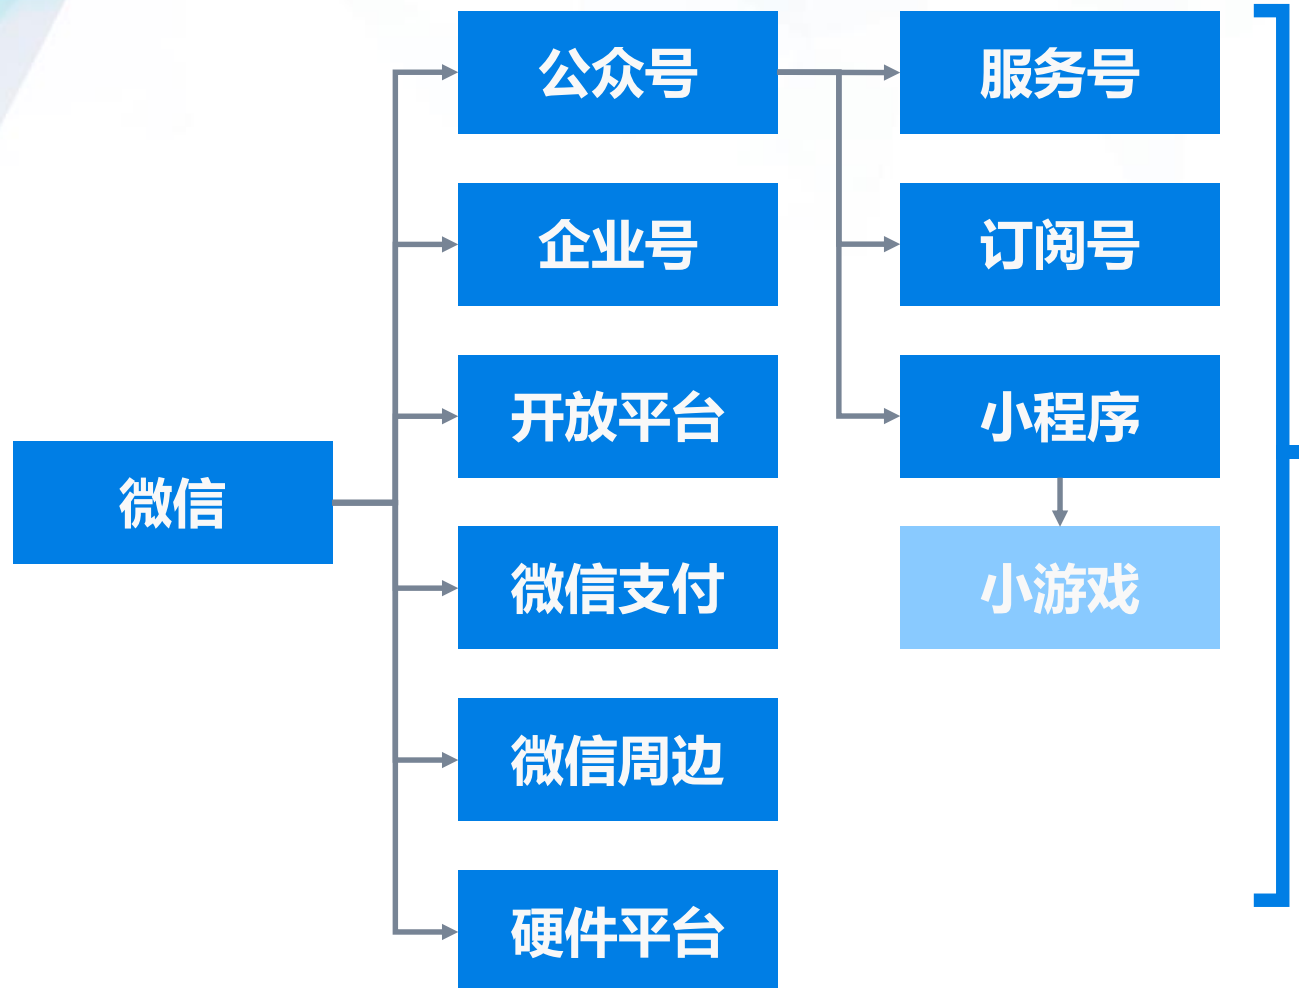 公众号
服务号
企业号
订阅号
开放平台
小程序
微信
微信支付
小游戏
微信周边
硬件平台